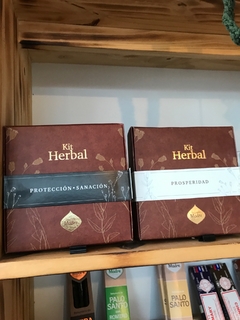 Kit
Herbal
PROTECCIÓN + SANACIÓN
Kit
Herbal
PROSPERIDAD
PALO
SANTO
PALO
SANTO